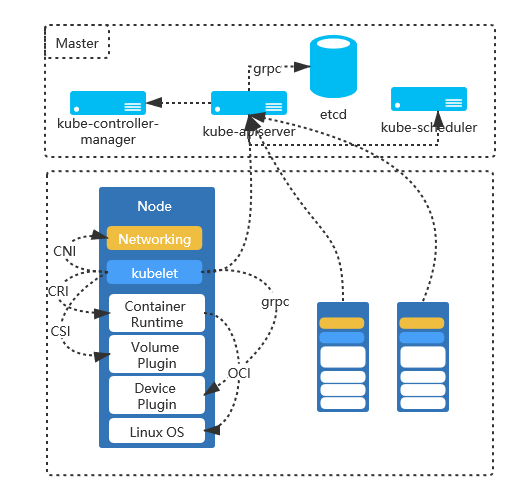 Master
grpc
etcd
kube-controller-
manager
kube-apiserver
kube-scheduler
Node
Networking
CNI
kubelet
CRI
grpc
Container
Runtime
CSI
Volume
Plugin
OCI
Device
Plugin
Linux OS